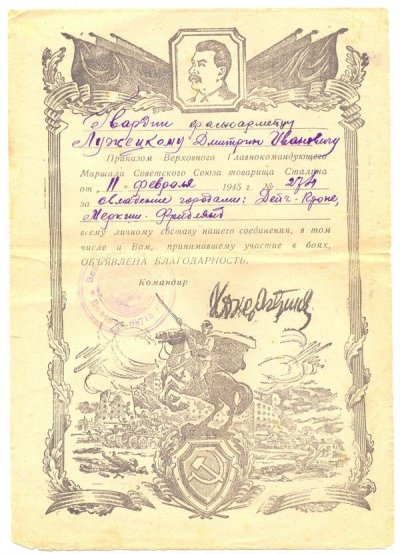 Гвардии красноармейцу
Лужецкому Дмитрию Ивановичу
Приказом Верховного Главнокомандующего
Маршала Советского Союза товарища Сталина
от 11 февраля 1945 г. № 274
за овладение городами: Дейч-Кроне,
Меркиш-Фридлянд
всему личному составу нашего соединения, в том
числе и Вам, принимавшему участие в боях,
ОБЪЯВЛЕНА БЛАГОДАРНОСТЬ.
Командир